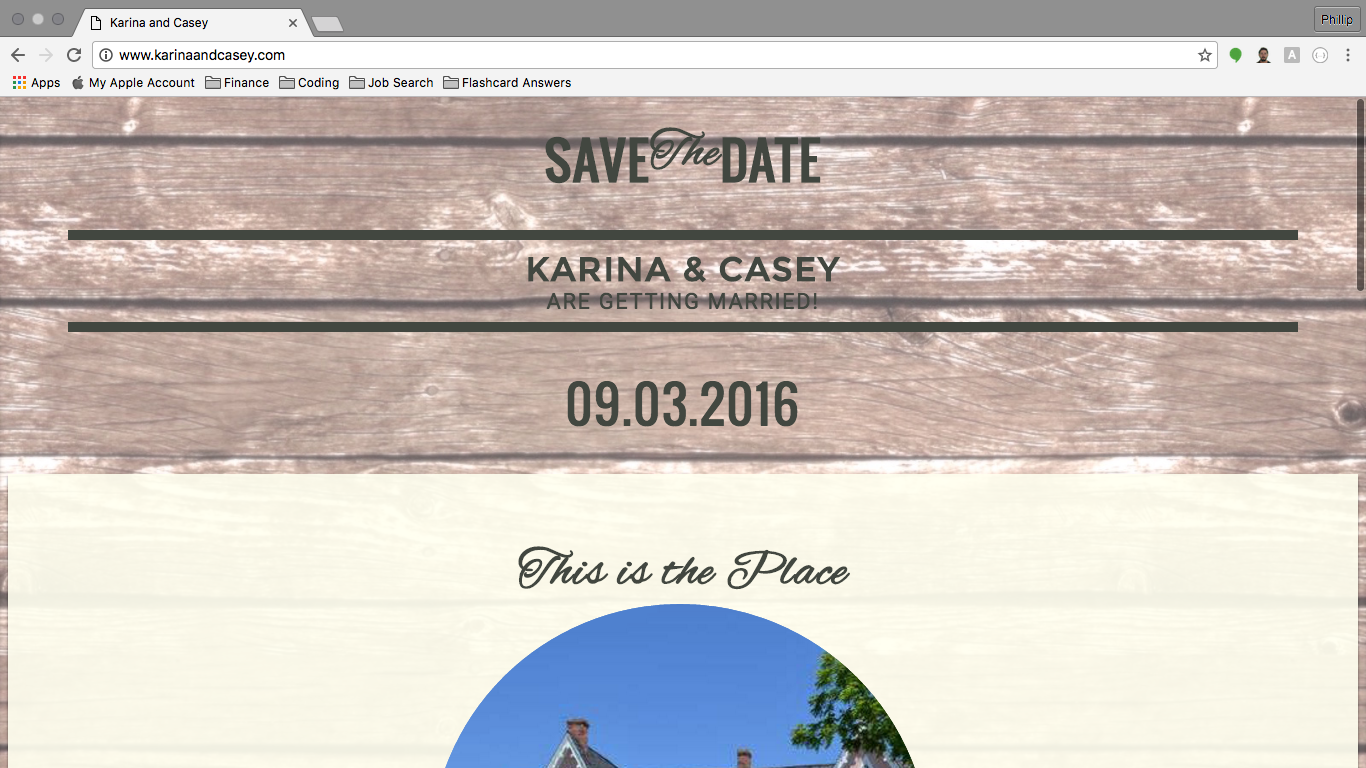 Karina and Casey
Phillip
www.karinaandcasey.com
A
Apps My Apple Account Finance Coding Job Search Flashcard Answers
SAVE The DATE
KARINA & CASEY
ARE GETTING MARRIED!
09.03.2016
This is the Place